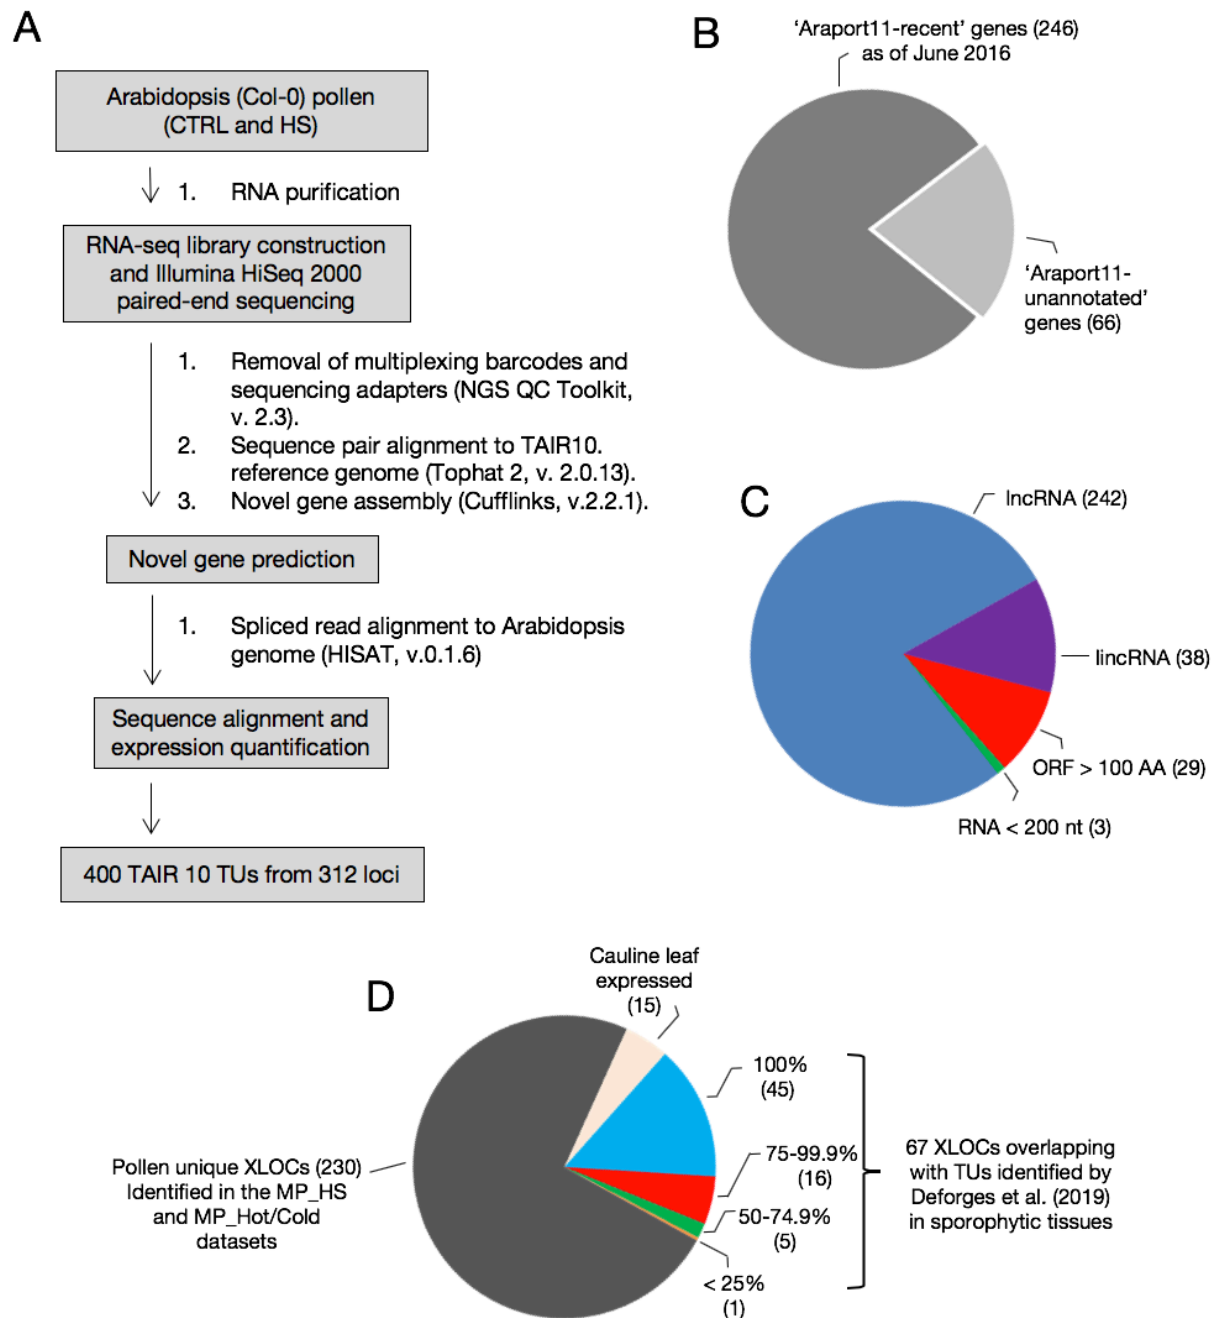 A
Arabidopsis (Col-0) pollen
(CTRL and HS)
1. RNA purification
RNA-seq library construction
and Illumina HiSeq 2000
paired-end sequencing
1. Removal of multiplexing barcodes and
sequencing adapters (NGS QC Toolkit,
v. 2.3).
2. Sequence pair alignment to TAIR10.
reference genome (Tophat 2, v. 2.0.13).
3. Novel gene assembly (Cufflinks, v.2.2.1).
Novel gene prediction
1. Spliced read alignment to Arabidopsis
genome (HISAT, v.0.1.6)
Sequence alignment and
expression quantification
400 TAIR 10 TUs from 312 loci
B
‘Araport11-recent’ genes (246)
as of June 2016
‘Araport11-
unannotated’
genes (66)
C
lncRNA (242)
lincRNA (38)
ORF > 100 AA (29)
RNA < 200 nt (3)
D
Cauline leaf
expressed
(15)
100%
(45)
75-99.9%
(16)
50-74.9%
(5)
< 25%
(1)
67 XLOCs overlapping
with TUs identified by
Deforges et al. (2019)
in sporophytic tissues
Pollen unique XLOCs (230)
Identified in the MP_HS
and MP_Hot/Cold
datasets